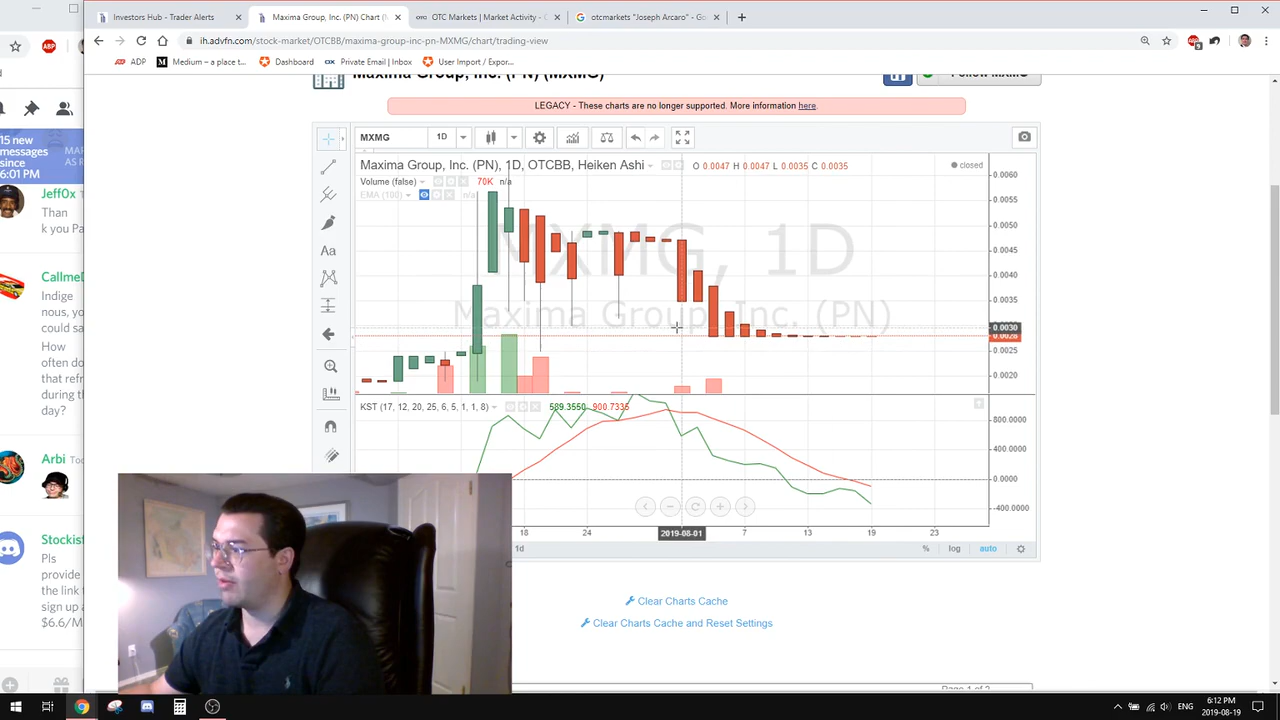 Investors Hub - Trader Alerts
Maxima Group, Inc. (PN) Chart (M
OTC Markets | Market Activity - C
otcmarkets "Joseph Arcaro" - Go
ih.advfn.com/stock-market/OTCBB/maxima-group-inc-pn-MXMG/chart/trading-view
ADP
Medium – a place t...
Dashboard
Private Email | Inbox
User Import / Expor...
Maxima Group, Inc. (PN) (MXMG)
Follow MXMG
LEGACY - These charts are no longer supported. More information here.
MXMG
1D
Maxima Group, Inc. (PN), 1D, OTCBB, Heiken Ashi
O 0.0047 H 0.0047 L 0.0035 C 0.0035
closed
Volume (false)
70K n/a
EMA (100)
n/a
MXMG, 1D
Maxima Group, Inc. (PN)
0.0060
0.0055
0.0050
0.0045
0.0040
0.0035
0.0030
0.0028
0.0025
0.0020
KST (17, 12, 20, 25, 6, 5, 1, 1, 8)
589.3550 900.7335
800.0000
400.0000
0.0000
-400.0000
18
24
2019-08-01
7
13
19
23
1d
%
log
auto
Clear Charts Cache
Clear Charts Cache and Reset Settings
Aa
15 new
messages
since
6:01 PM
JeffOx
Than
k you Pa
CallmeD
Indige
nous, yo
could sa
How
often do
that refr
during th
day?
Arbi
Too
Stockist
Pls
provide
the link t
sign up a
$6.6/M
ENG
6:12 PM
2019-08-19